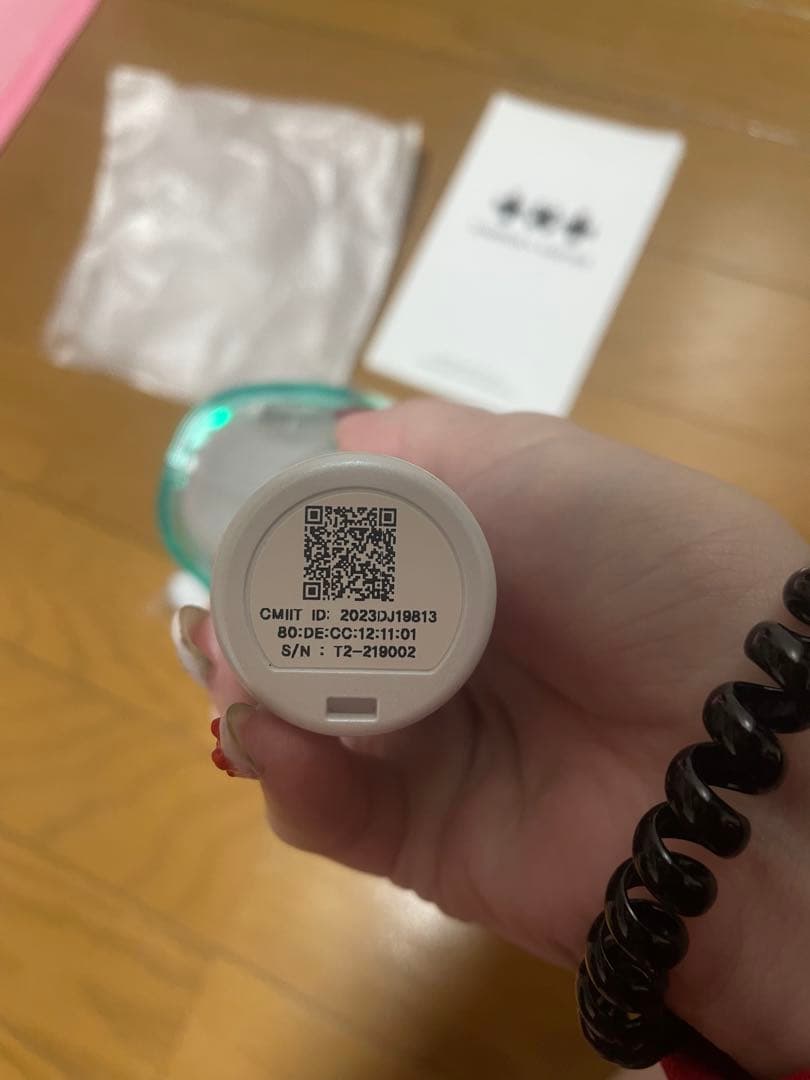 CMIIT ID: 2023DJ19813
80:DE:CC:12:11:01
S/N : T2-219002